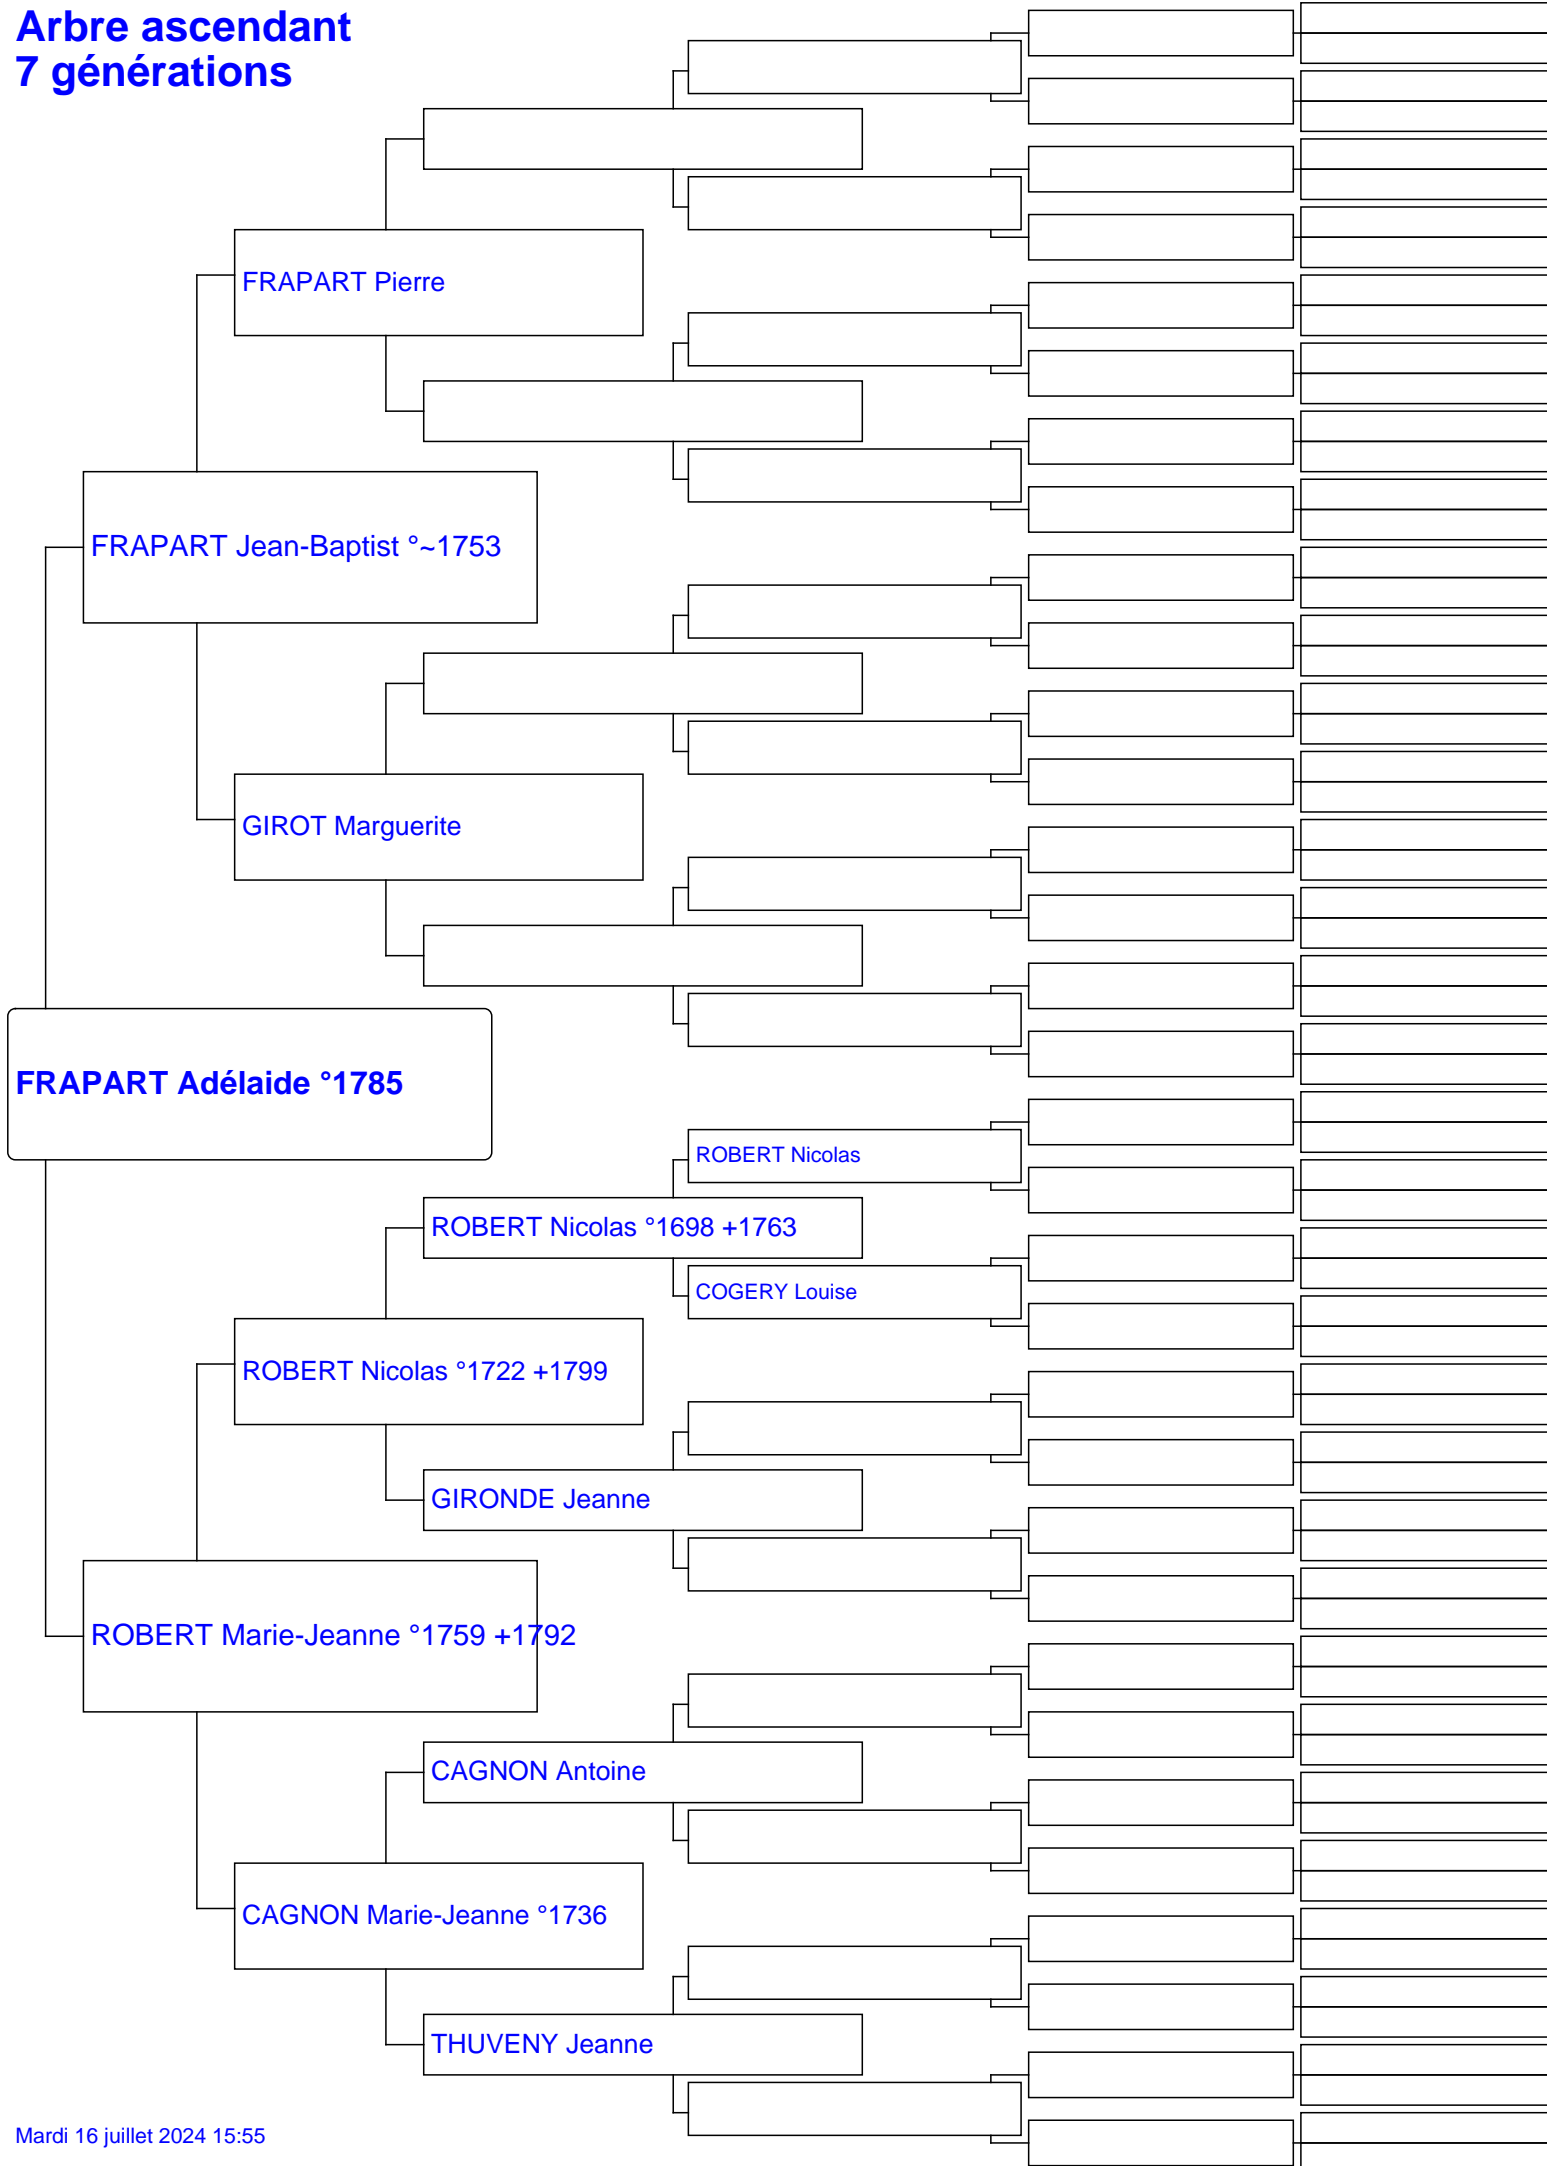 Arbre ascendant
7 générations
FRAPART Pierre
FRAPART Jean-Baptist °~1753
GIROT Marguerite
FRAPART Adélaide °1785
ROBERT Nicolas
ROBERT Nicolas °1698 +1763
COGERY Louise
ROBERT Nicolas °1722 +1799
GIRONDE Jeanne
ROBERT Marie-Jeanne °1759 +1792
CAGNON Antoine
CAGNON Marie-Jeanne °1736
THUVENY Jeanne
Mardi 16 juillet 2024 15:55